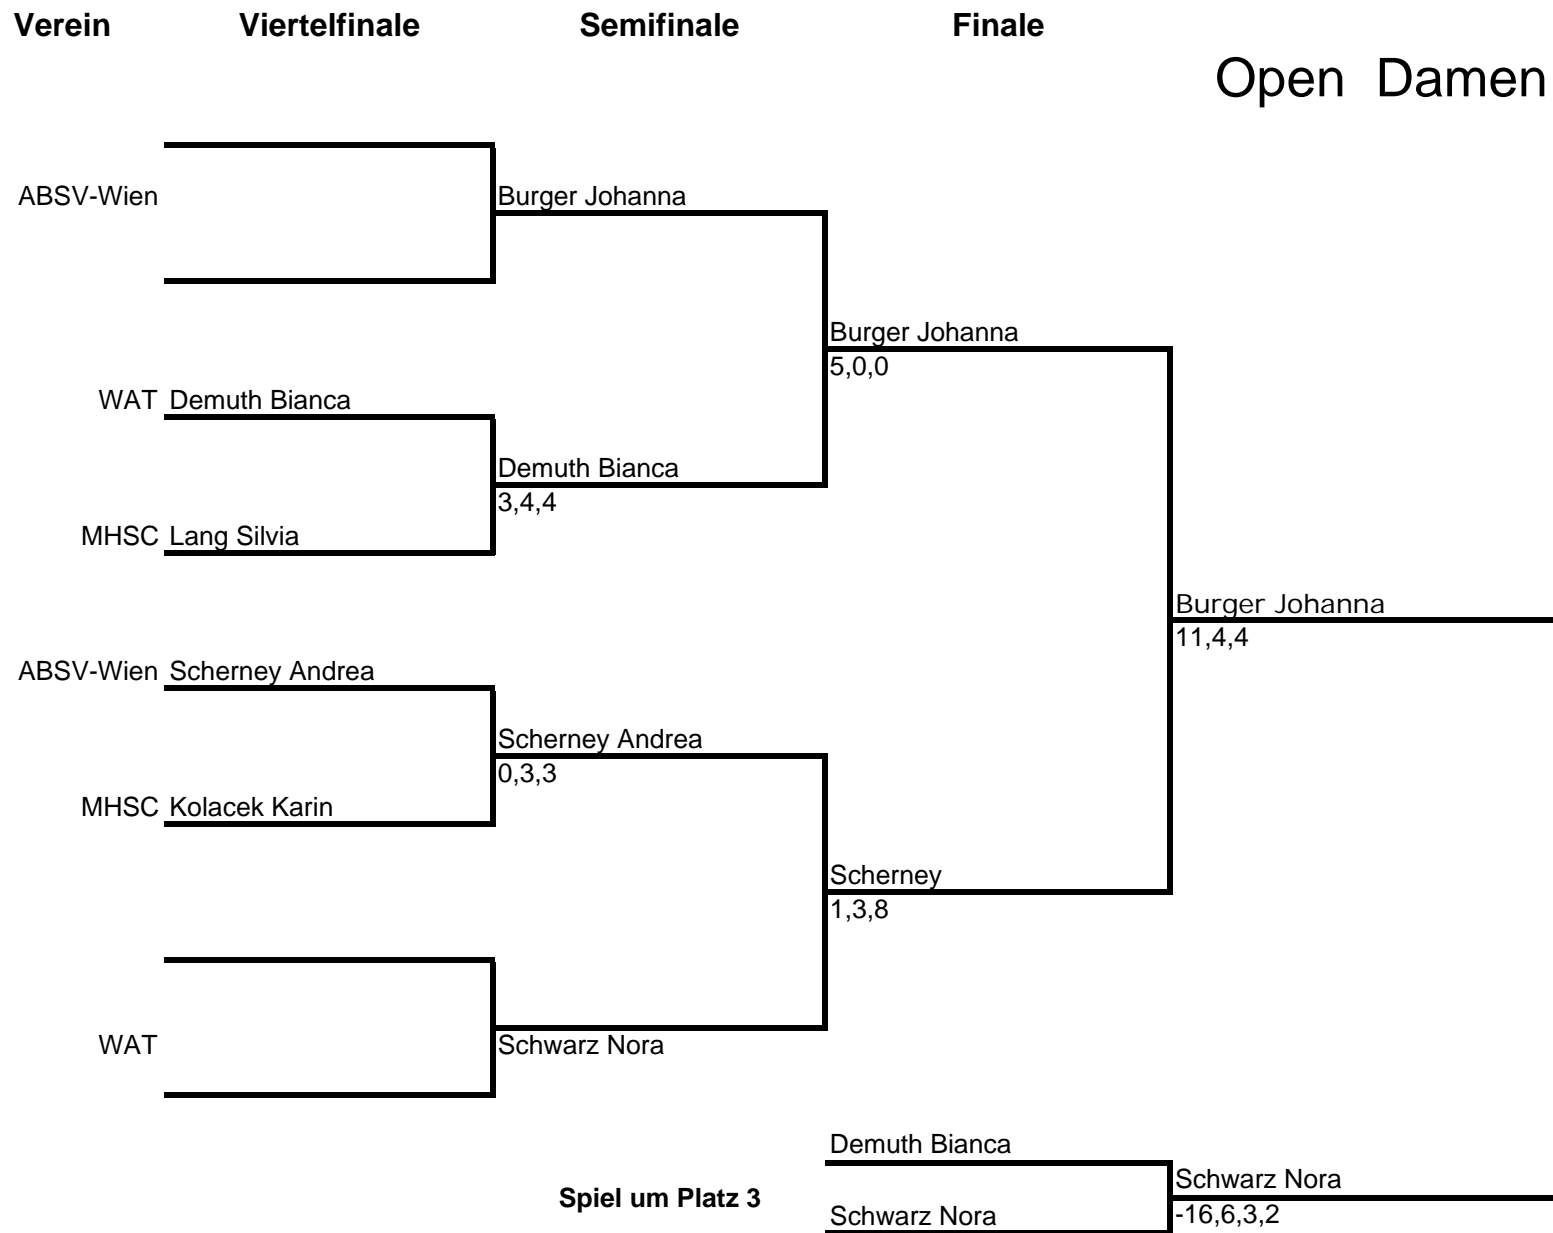 Verein Viertelfinale Semifinale Finale
Open Damen
ABSV-Wien Burger Johanna
Burger Johanna
5,0,0
WAT Demuth Bianca
Demuth Bianca
3,4,4
MHSC Lang Silvia
Burger Johanna
11,4,4
ABSV-Wien Scherney Andrea
Scherney Andrea
0,3,3
MHSC Kolacek Karin
Scherney
1,3,8
WAT Schwarz Nora
Demuth Bianca
Schwarz Nora
Spiel um Platz 3
Schwarz Nora -16,6,3,2